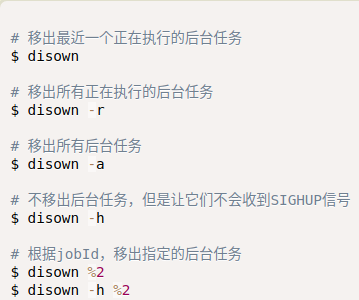 # 移出最近一个正在执行的后台任务
$ disown
# 移出所有正在执行的后台任务
$ disown -r
# 移出所有后台任务
$ disown -a
# 不移出后台任务，但是让它们不会收到SIGHUP信号
$ disown -h
# 根据jobId，移出指定的后台任务
$ disown %2
$ disown -h %2